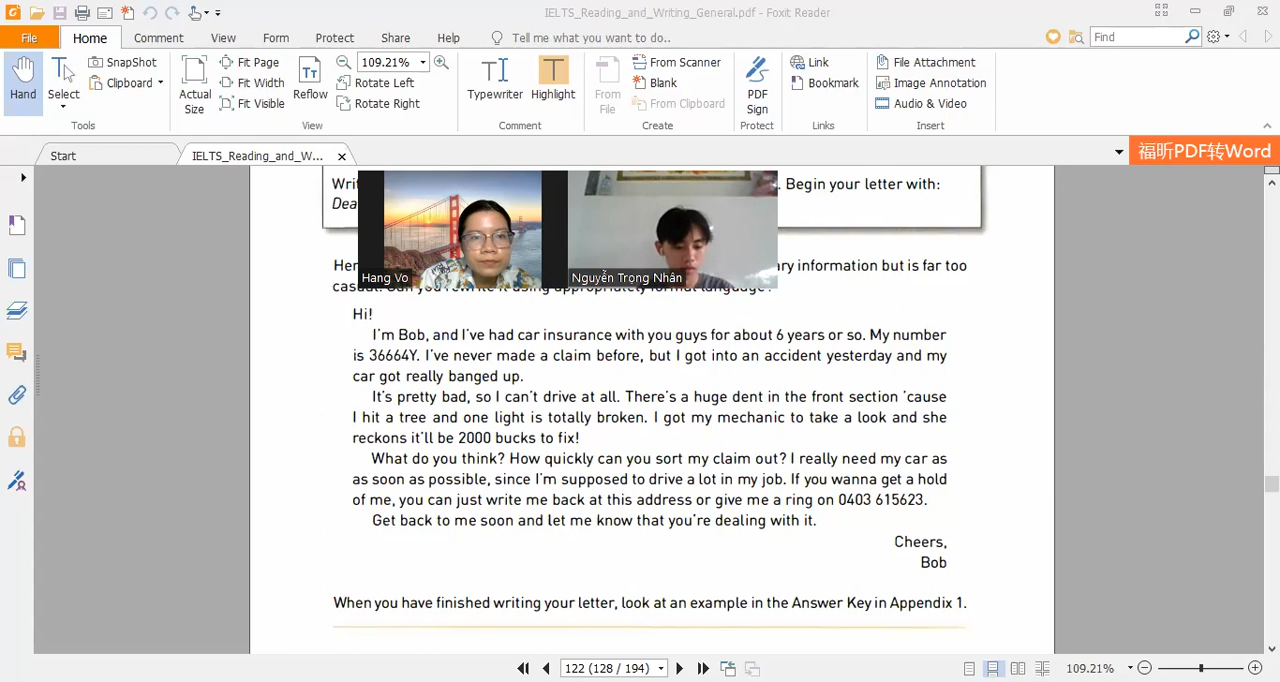 IELTS_Reading_and_Writing_General.pdf - Foxit Reader
File Home Comment View Form Protect Share Help Tell me what you want to do.. Find
Hand
Select
SnapShot
Clipboard
Tools
Actual Size
Fit Page
Fit Width
Fit Visible
Reflow
109.21%
Rotate Left
Rotate Right
View
Typewriter
Highlight
Comment
From File
From Scanner
Blank
From Clipboard
Create
PDF Sign
Protect
Link
Bookmark
Links
File Attachment
Image Annotation
Audio & Video
Insert
Start
IELTS_Reading_and_W...
福昕PDF转Word
. Begin your letter with:
Hang Vo
Nguyễn Trọng Nhân
information but is far too
Hi!
I'm Bob, and I've had car insurance with you guys for about 6 years or so. My number
is 36664Y. I've never made a claim before, but I got into an accident yesterday and my
car got really banged up.
It's pretty bad, so I can't drive at all. There's a huge dent in the front section 'cause
I hit a tree and one light is totally broken. I got my mechanic to take a look and she
reckons it'll be 2000 bucks to fix!
What do you think? How quickly can you sort my claim out? I really need my car as
as soon as possible, since I'm supposed to drive a lot in my job. If you wanna get a hold
of me, you can just write me back at this address or give me a ring on 0403 615623.
Get back to me soon and let me know that you're dealing with it.
Cheers,
Bob
When you have finished writing your letter, look at an example in the Answer Key in Appendix 1.
122 (128 / 194)
109.21%